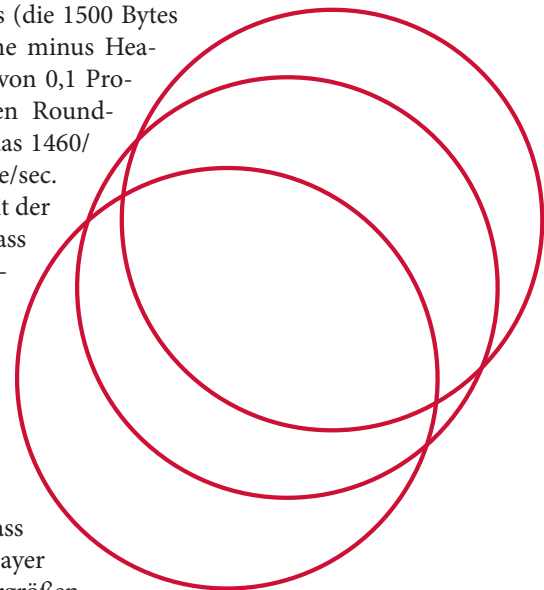 s (die 1500 Bytes
ne minus Hea-
von 0,1 Pro-
en Round-
as 1460/
e/sec.
t der
ass
-
ass
ayer
rgrößen